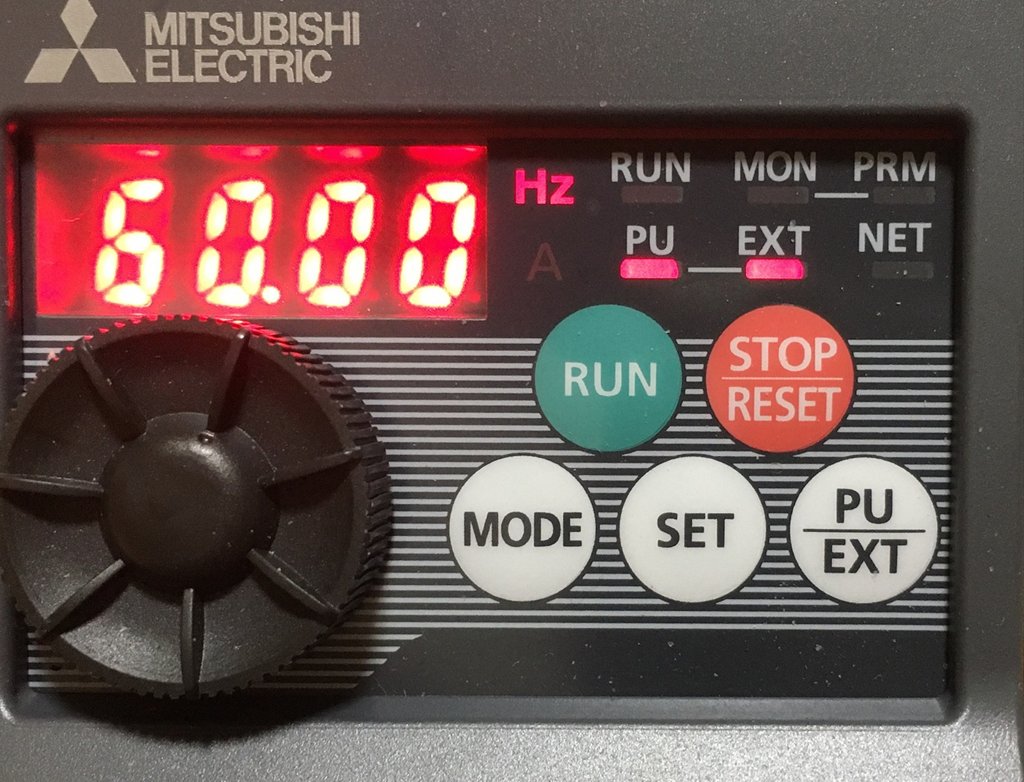 MITSUBISHI
ELECTRIC
60.00
Hz
A
RUN
MON
PRM
PU
EXT
NET
RUN
STOP
RESET
MODE
SET
PU
EXT